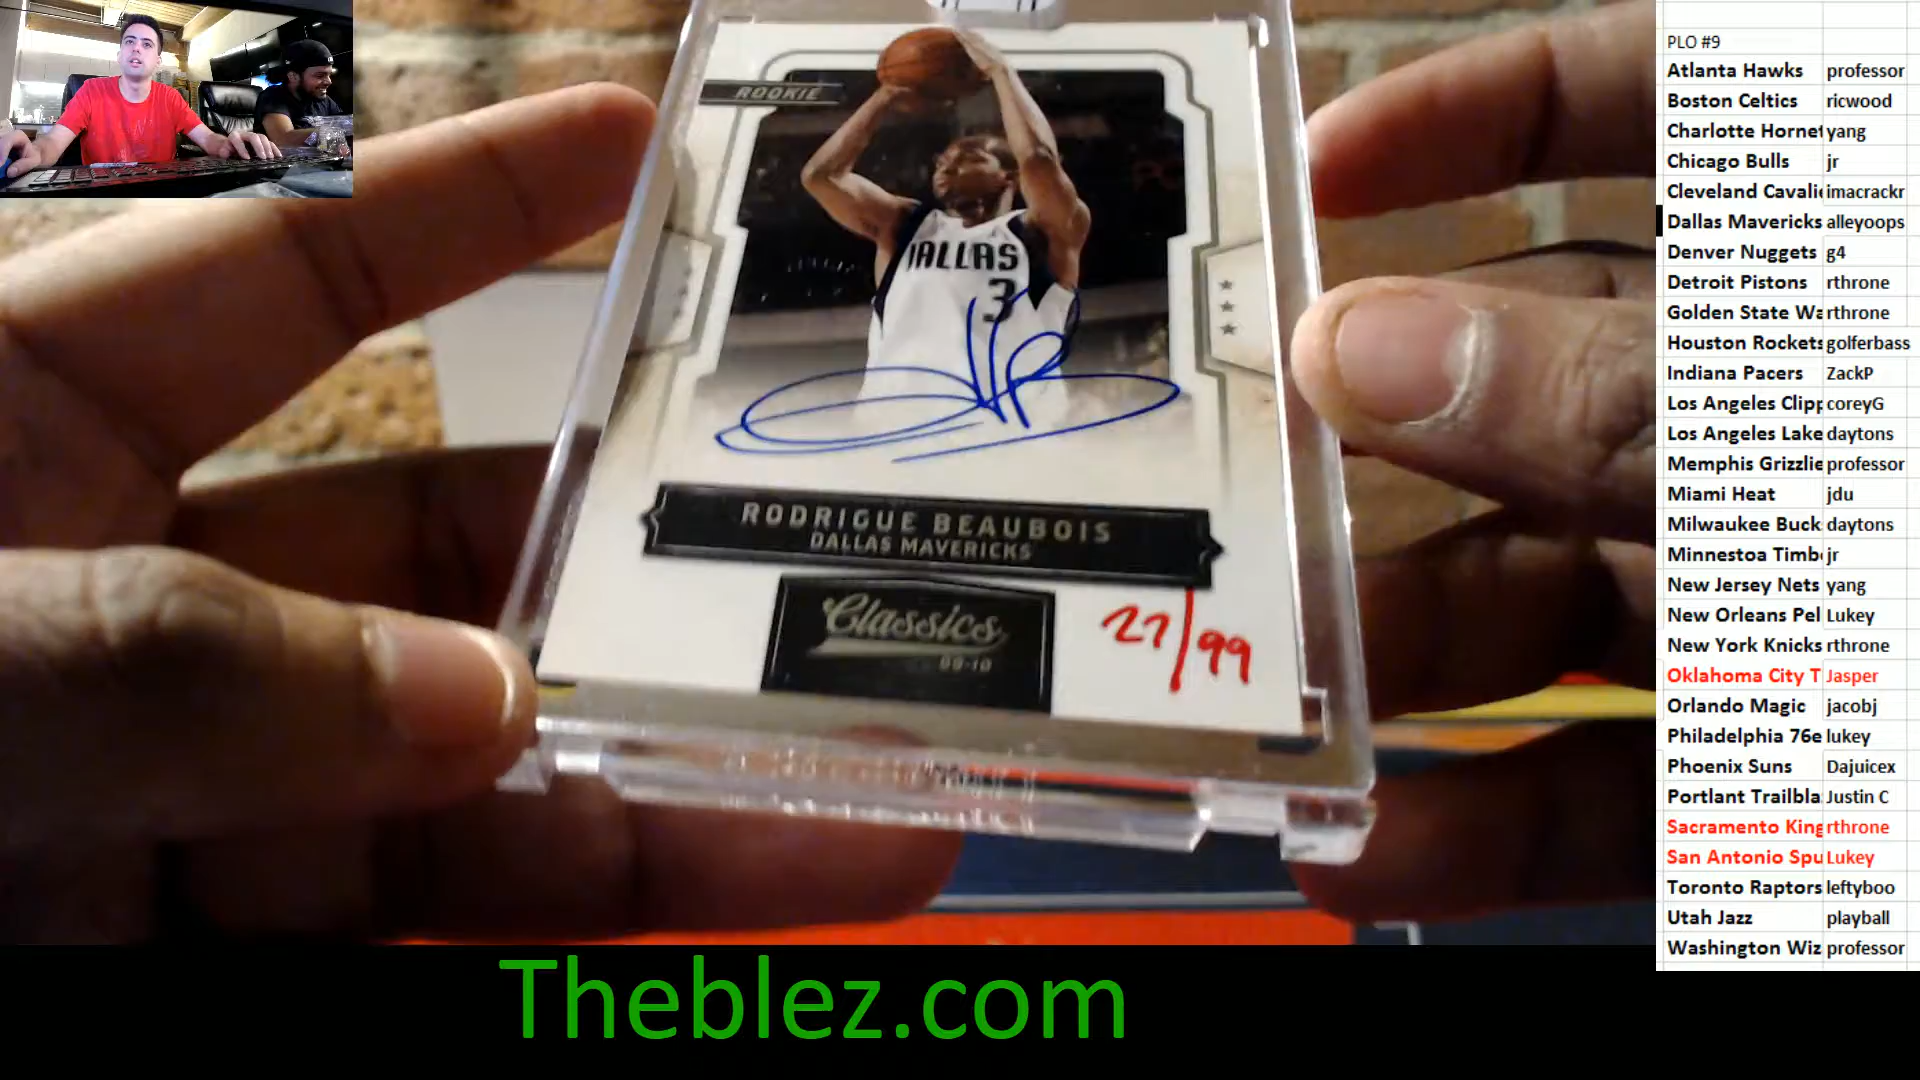 ROOKIE
DALLAS
3
RODRIGUE BEAUBOIS
DALLAS MAVERICKS
Classics
09-10
27/99
Theblez.com
PLO #9
Atlanta Hawks professor
Boston Celtics ricwood
Charlotte Hornet yang
Chicago Bulls jr
Cleveland Cavalie imacrackr
Dallas Mavericks alleyoops
Denver Nuggets g4
Detroit Pistons rthrone
Golden State Wa rthrone
Houston Rockets golferbass
Indiana Pacers ZackP
Los Angeles Clipp coreyG
Los Angeles Lake daytons
Memphis Grizzlie professor
Miami Heat jdu
Milwaukee Buck daytons
Minnestoa Timb jr
New Jersey Nets yang
New Orleans Pel Lukey
New York Knicks rthrone
Oklahoma City T Jasper
Orlando Magic jacobj
Philadelphia 76e lukey
Phoenix Suns Dajuicex
Portlant Trailbla Justin C
Sacramento King rthrone
San Antonio Spu Lukey
Toronto Raptors leftyboo
Utah Jazz playball
Washington Wiz professor